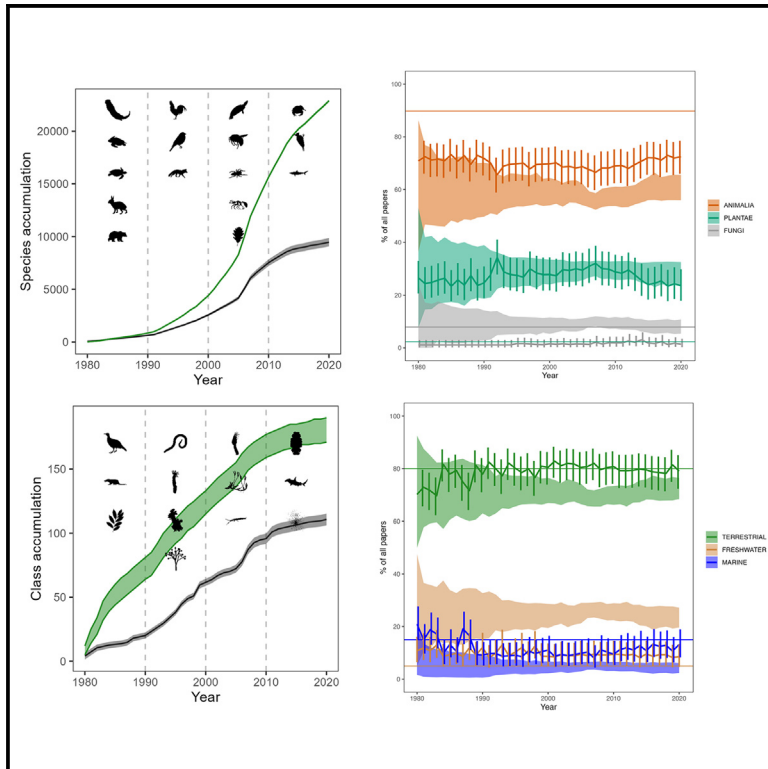 Species accumulation
20000
15000
10000
5000
0
1980 1990 2000 2010 2020
Year
% of all papers
80
60
40
20
0
1980 1990 2000 2010 2020
Year
ANIMALIA
PLANTAE
FUNGI
Class accumulation
150
100
50
0
1980 1990 2000 2010 2020
Year
% of all papers
80
60
40
20
0
1980 1990 2000 2010 2020
Year
TERRESTRIAL
FRESHWATER
MARINE